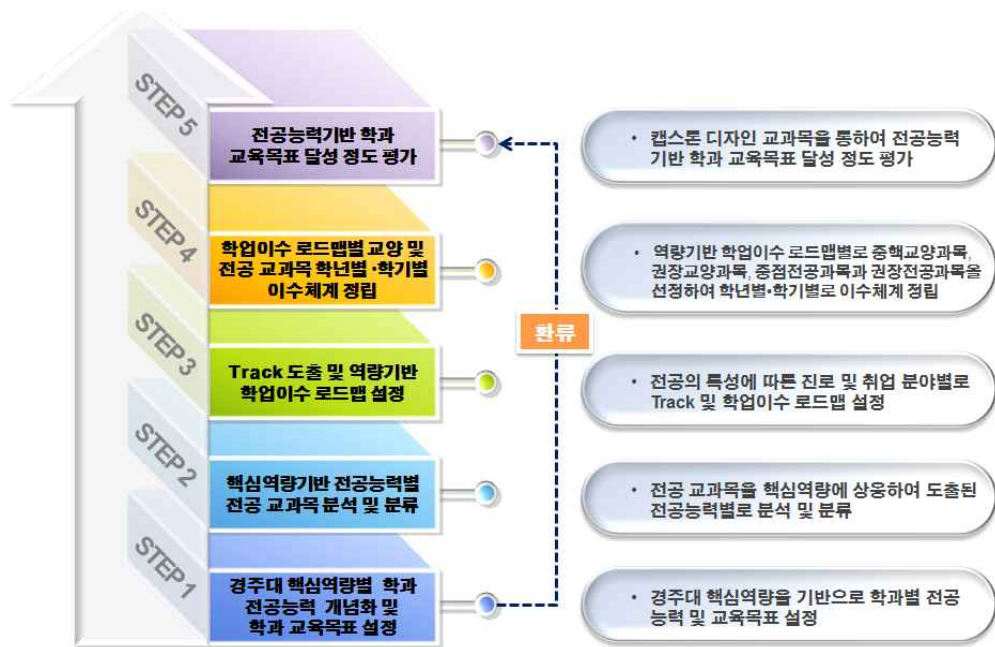 STEP 5
전공능력기반 학과
교육목표 달성 정도 평가
• 캡스톤 디자인 교과목을 통하여 전공능력
기반 학과 교육목표 달성 정도 평가
STEP 4
학업이수 로드맵별 교양 및
전공 교과목 학년별·학기별
이수체계 정립
• 역량기반 학업이수 로드맵별로 중핵교양과목,
권장교양과목, 중점전공과목과 권장전공과목을
선정하여 학년별·학기별로 이수체계 정립
환류
STEP 3
Track 도출 및 역량기반
학업이수 로드맵 설정
• 전공의 특성에 따른 진로 및 취업 분야별로
Track 및 학업이수 로드맵 설정
STEP 2
핵심역량기반 전공능력별
전공 교과목 분석 및 분류
• 전공 교과목을 핵심역량에 상응하여 도출된
전공능력별로 분석 및 분류
STEP 1
경주대 핵심역량별 학과
전공능력 개념화 및
학과 교육목표 설정
• 경주대 핵심역량을 기반으로 학과별 전공
능력 및 교육목표 설정